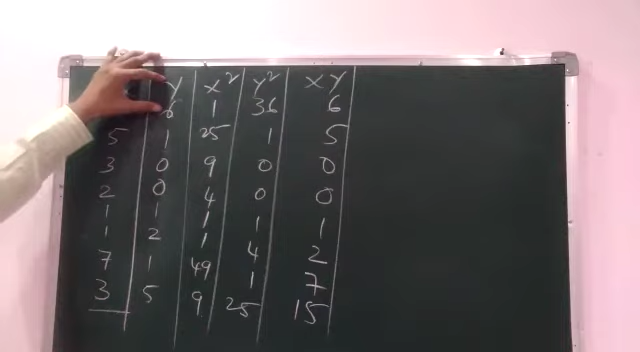 Y X² Y² XY
6 1 36 6
5 1 25 1 5
3 0 9 0 0
2 0 4 0 0
1 1 1 1 1
1 2 1 4 2
7 1 49 1 7
3 5 9 25 15